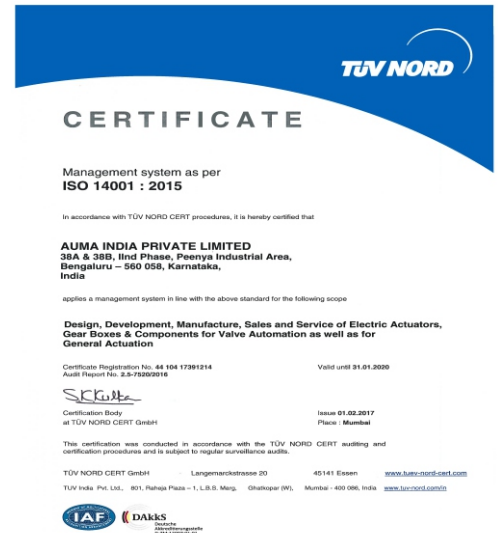 TÜV NORD
CERTIFICATE
Management system as per
ISO 14001 : 2015
In accordance with TÜV NORD CERT procedures, it is hereby certified that
AUMA INDIA PRIVATE LIMITED
38A & 38B, IInd Phase, Peenya Industrial Area,
Bengaluru – 560 058, Karnataka,
India
applies a management system in line with the above standard for the following scope
Design, Development, Manufacture, Sales and Service of Electric Actuators,
Gear Boxes & Components for Valve Automation as well as for
General Actuation
Certificate Registration No. 44 104 17391214 Valid until 31.01.2020
Audit Report No. 2.5-7520/2016
Certification Body Issue 01.02.2017
at TÜV NORD CERT GmbH Place : Mumbai
This certification was conducted in accordance with the TÜV NORD CERT auditing and
certification procedures and is subject to regular surveillance audits.
TÜV NORD CERT GmbH Langemarckstrasse 20 45141 Essen www.tuev-nord-cert.com
TUV India Pvt. Ltd., 801, Raheja Plaza – 1, L.B.S. Marg, Ghatkopar (W), Mumbai - 400 086, India www.tuv-nord.com/in
IAF DAkkS
Deutsche
Akkreditierungsstelle